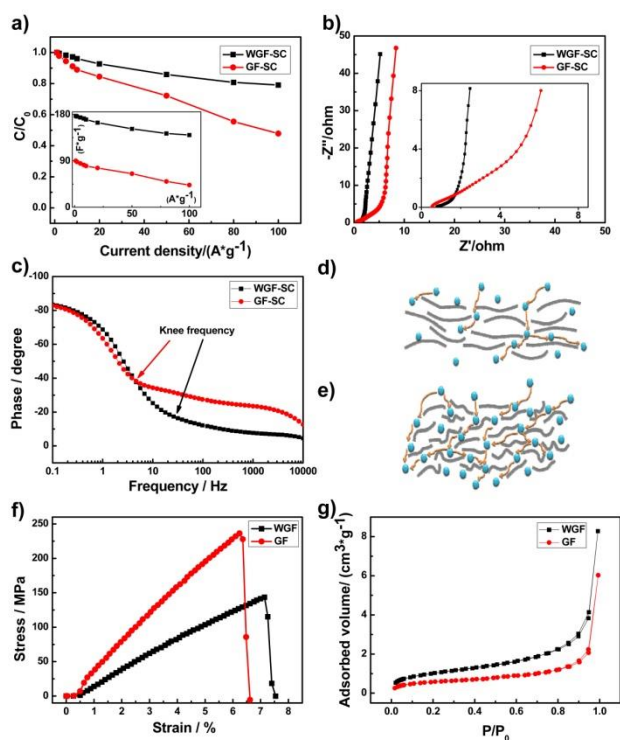 a)
WGF-SC
GF-SC
1.0
0.8
0.6
0.4
0.2
0.0
C/C₀
180
90
0
(F*g⁻¹)
0 20 40 60 80 100
(A*g⁻¹)
0 20 40 60 80 100
Current density/(A*g⁻¹)
b)
WGF-SC
GF-SC
50
40
30
20
10
0
-Z''/ohm
8
4
0
0 4 8
0 10 20 30 40 50
Z'/ohm
c)
WGF-SC
GF-SC
-100
-80
-60
-40
-20
0
Phase / degree
Knee frequency
0.1 1 10 100 1000 10000
Frequency / Hz
d)
e)
f)
WGF
GF
250
200
150
100
50
0
Stress / MPa
0 1 2 3 4 5 6 7 8
Strain / %
g)
WGF
GF
8
6
4
2
0
Adsorbed volume/ (cm³*g⁻¹)
0.0 0.2 0.4 0.6 0.8 1.0
P/P₀